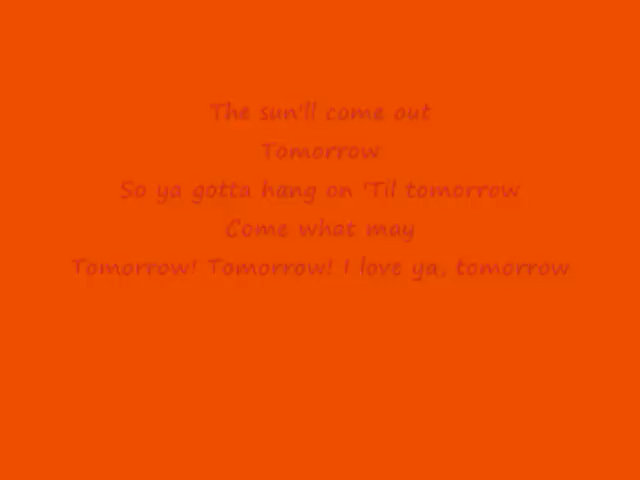 The sun'll come out
Tomorrow
So ya gotta hang on 'Til tomorrow
Come what may
Tomorrow! Tomorrow! I love ya, tomorrow